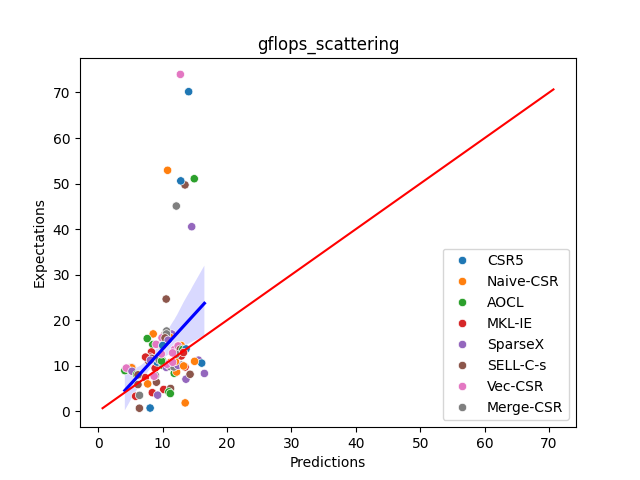 gflops_scattering
Expectations
70
60
50
40
30
20
10
0
0 10 20 30 40 50 60 70
Predictions
CSR5
Naive-CSR
AOCL
MKL-IE
SparseX
SELL-C-s
Vec-CSR
Merge-CSR